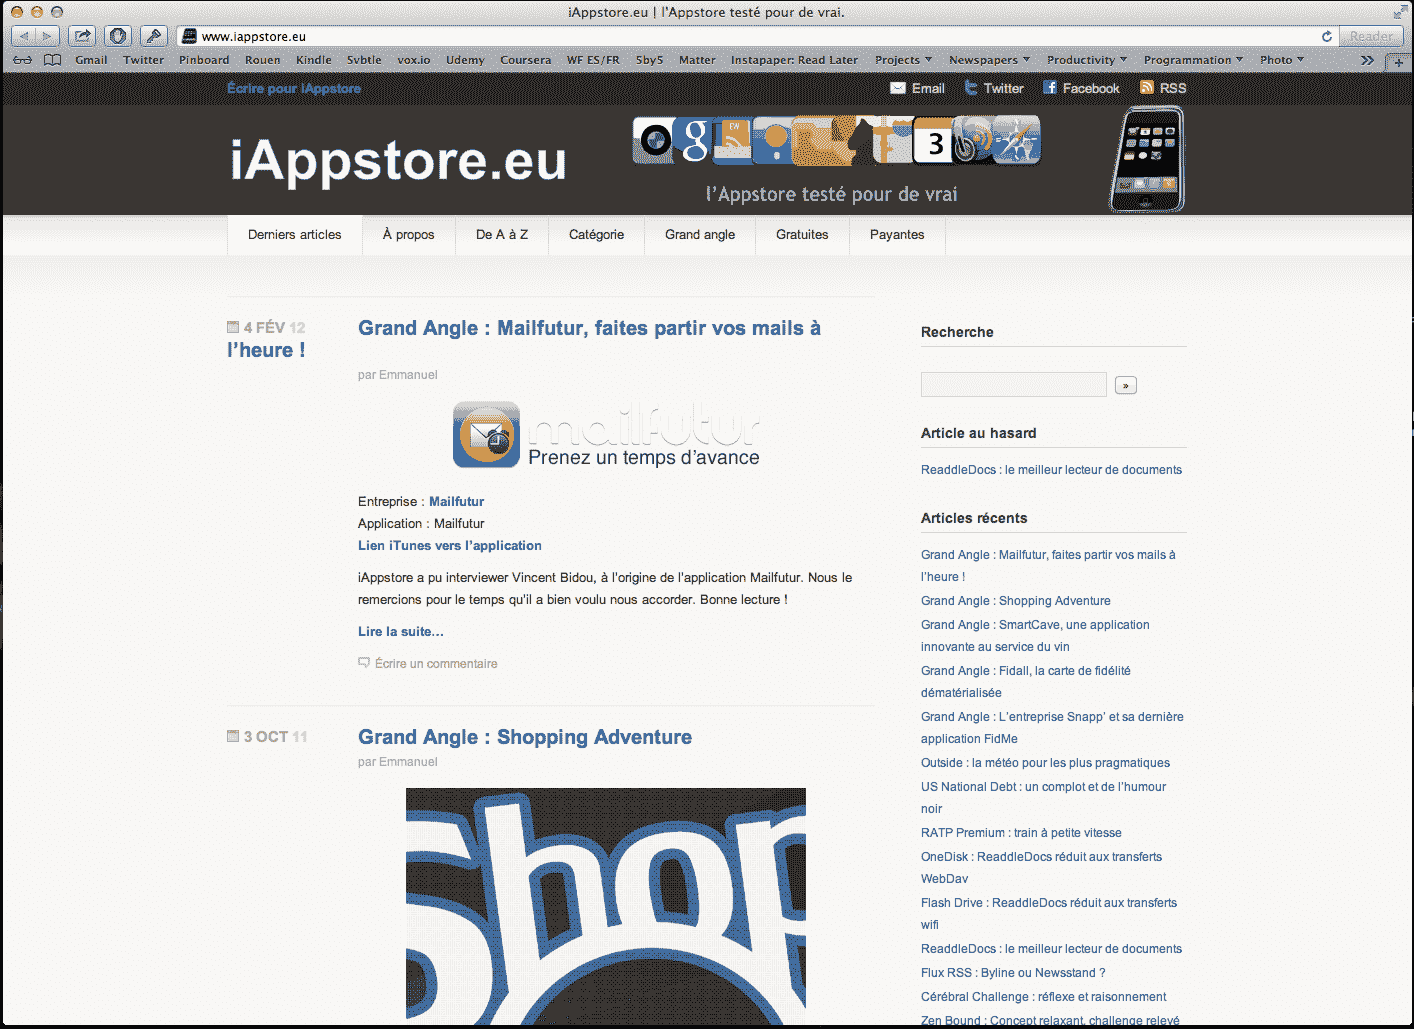 iAppstore.eu | l'Appstore testé pour de vrai.
www.iappstore.eu
Reader
Gmail Twitter Pinboard Rouen Kindle Svbtle vox.io Udemy Coursera WF ES/FR 5by5 Matter Instapaper: Read Later Projects Newspapers Productivity Programmation Photo
Écrire pour iAppstore
Email Twitter Facebook RSS
iAppstore.eu
3
l'Appstore testé pour de vrai
Derniers articles À propos De A à Z Catégorie Grand angle Gratuites Payantes
4 FÉV 12
Grand Angle : Mailfutur, faites partir vos mails à
l’heure !
par Emmanuel
mailfutur
Prenez un temps d’avance
Entreprise : Mailfutur
Application : Mailfutur
Lien iTunes vers l’application
iAppstore a pu interviewer Vincent Bidou, à l'origine de l'application Mailfutur. Nous le
remercions pour le temps qu'il a bien voulu nous accorder. Bonne lecture !
Lire la suite…
Écrire un commentaire
3 OCT 11
Grand Angle : Shopping Adventure
par Emmanuel
Shop
Recherche
»
Article au hasard
ReaddleDocs : le meilleur lecteur de documents
Articles récents
Grand Angle : Mailfutur, faites partir vos mails à
l’heure !
Grand Angle : Shopping Adventure
Grand Angle : SmartCave, une application
innovante au service du vin
Grand Angle : Fidall, la carte de fidélité
dématérialisée
Grand Angle : L’entreprise Snapp’ et sa dernière
application FidMe
Outside : la météo pour les plus pragmatiques
US National Debt : un complot et de l’humour
noir
RATP Premium : train à petite vitesse
OneDisk : ReaddleDocs réduit aux transferts
WebDav
Flash Drive : ReaddleDocs réduit aux transferts
wifi
ReaddleDocs : le meilleur lecteur de documents
Flux RSS : Byline ou Newsstand ?
Cérébral Challenge : réflexe et raisonnement
Zen Bound : Concept relaxant, challenge relevé